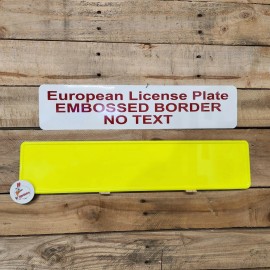 European License Plate
EMBOSSED BORDER
NO TEXT